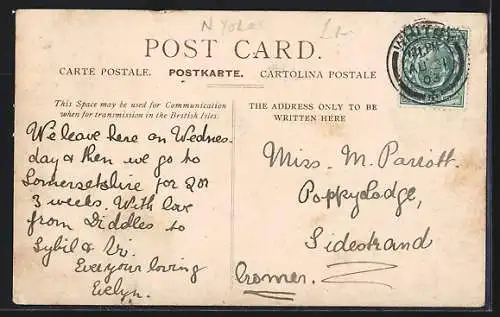 N Yorks
POST CARD.
CARTE POSTALE. POSTKARTE. CARTOLINA POSTALE
This Space may be used for Communication
when for transmission in the British Isles.
THE ADDRESS ONLY TO BE
WRITTEN HERE
We leave here on Wednes.
day & then we go to
Somersetshire for 2 or
3 weeks. With love
from Diddles to
Sybil & Vi.
Ever your loving
Evelyn.
Miss. M. Parrott.
Poppylodge,
Sidestrand
Cromer.